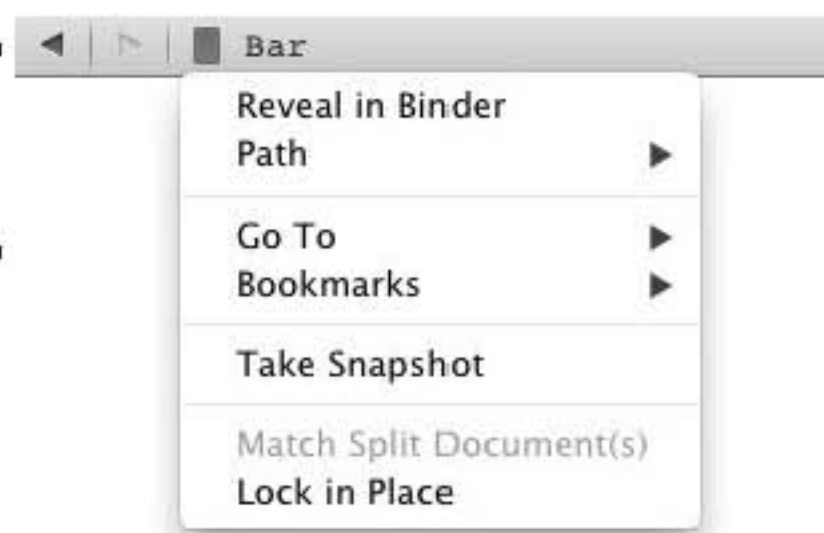 Bar
Reveal in Binder
Path
Go To
Bookmarks
Take Snapshot
Match Split Document(s)
Lock in Place